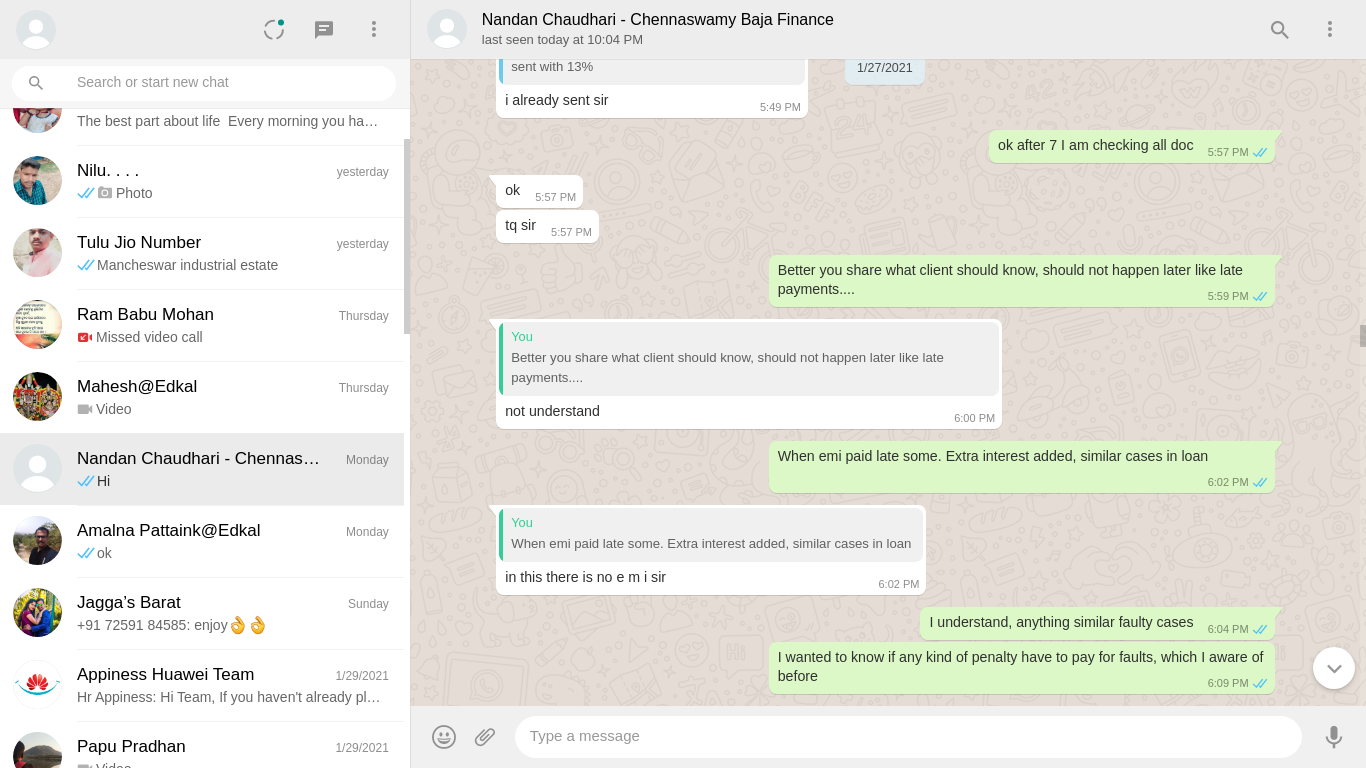 Search or start new chat
The best part about life  Every morning you ha…
Nilu. . . .
yesterday
Photo
Tulu Jio Number
yesterday
Mancheswar industrial estate
Ram Babu Mohan
Thursday
Missed video call
Mahesh@Edkal
Thursday
Video
Nandan Chaudhari - Chennas…
Monday
Hi
Amalna Pattaink@Edkal
Monday
ok
Jagga’s Barat
Sunday
+91 72591 84585: enjoy👌👌
Appiness Huawei Team
1/29/2021
Hr Appiness: Hi Team, If you haven't already pl…
Papu Pradhan
1/29/2021
Video
Nandan Chaudhari - Chennaswamy Baja Finance
last seen today at 10:04 PM
sent with 13%
1/27/2021
i already sent sir
5:49 PM
ok after 7 I am checking all doc
5:57 PM
ok
5:57 PM
tq sir
5:57 PM
Better you share what client should know, should not happen later like late
payments....
5:59 PM
You
Better you share what client should know, should not happen later like late
payments....
not understand
6:00 PM
When emi paid late some. Extra interest added, similar cases in loan
6:02 PM
You
When emi paid late some. Extra interest added, similar cases in loan
in this there is no e m i sir
6:02 PM
I understand, anything similar faulty cases
6:04 PM
I wanted to know if any kind of penalty have to pay for faults, which I aware of
before
6:09 PM
Type a message